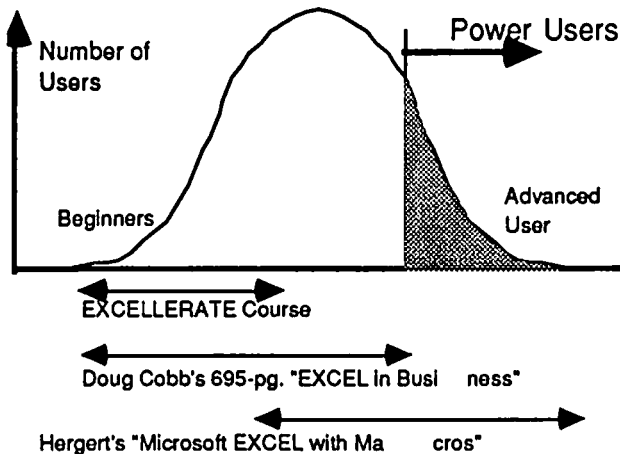 Number of
Users
Power Users
Beginners
Advanced
User
EXCELLERATE Course
Doug Cobb's 695-pg. "EXCEL in Busi ness"
Hergert's "Microsoft EXCEL with Ma cros"